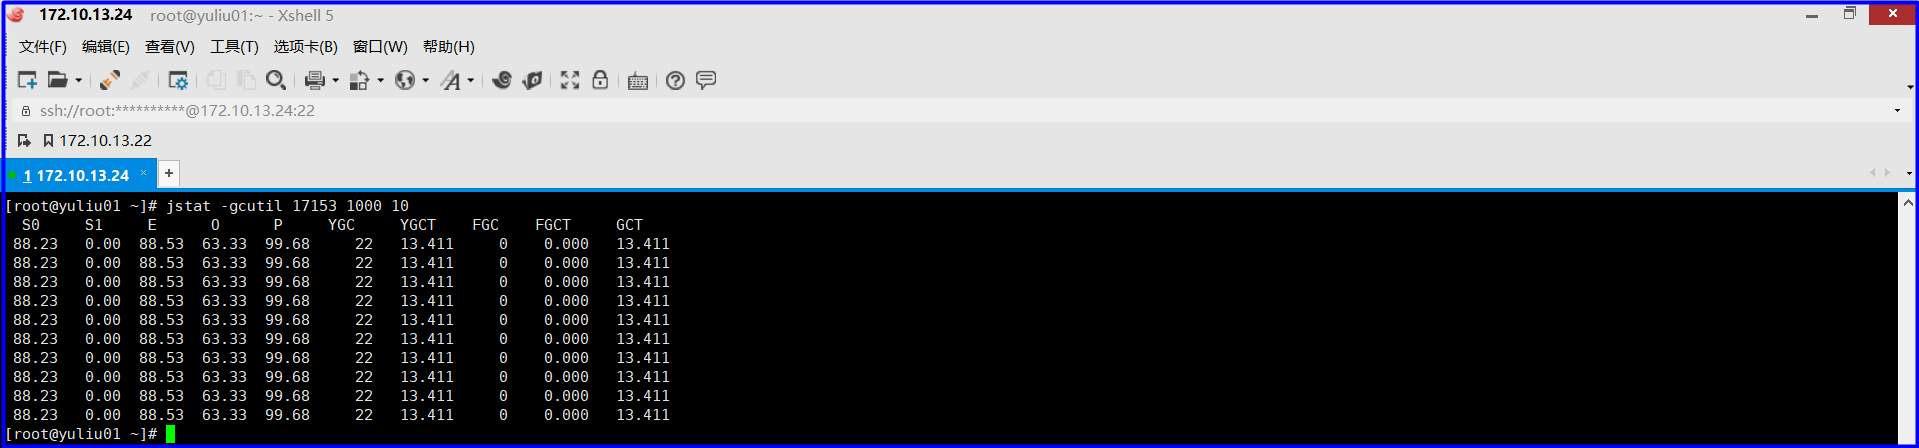 172.10.13.24 root@yuliu01:~ - Xshell 5
文件(F) 编辑(E) 查看(V) 工具(T) 选项卡(B) 窗口(W) 帮助(H)
ssh://root:**********@172.10.13.24:22
172.10.13.22
1 172.10.13.24 × +
[root@yuliu01 ~]# jstat -gcutil 17153 1000 10
S0 S1 E O P YGC YGCT FGC FGCT GCT
88.23 0.00 88.53 63.33 99.68 22 13.411 0 0.000 13.411
88.23 0.00 88.53 63.33 99.68 22 13.411 0 0.000 13.411
88.23 0.00 88.53 63.33 99.68 22 13.411 0 0.000 13.411
88.23 0.00 88.53 63.33 99.68 22 13.411 0 0.000 13.411
88.23 0.00 88.53 63.33 99.68 22 13.411 0 0.000 13.411
88.23 0.00 88.53 63.33 99.68 22 13.411 0 0.000 13.411
88.23 0.00 88.53 63.33 99.68 22 13.411 0 0.000 13.411
88.23 0.00 88.53 63.33 99.68 22 13.411 0 0.000 13.411
88.23 0.00 88.53 63.33 99.68 22 13.411 0 0.000 13.411
88.23 0.00 88.53 63.33 99.68 22 13.411 0 0.000 13.411
[root@yuliu01 ~]#